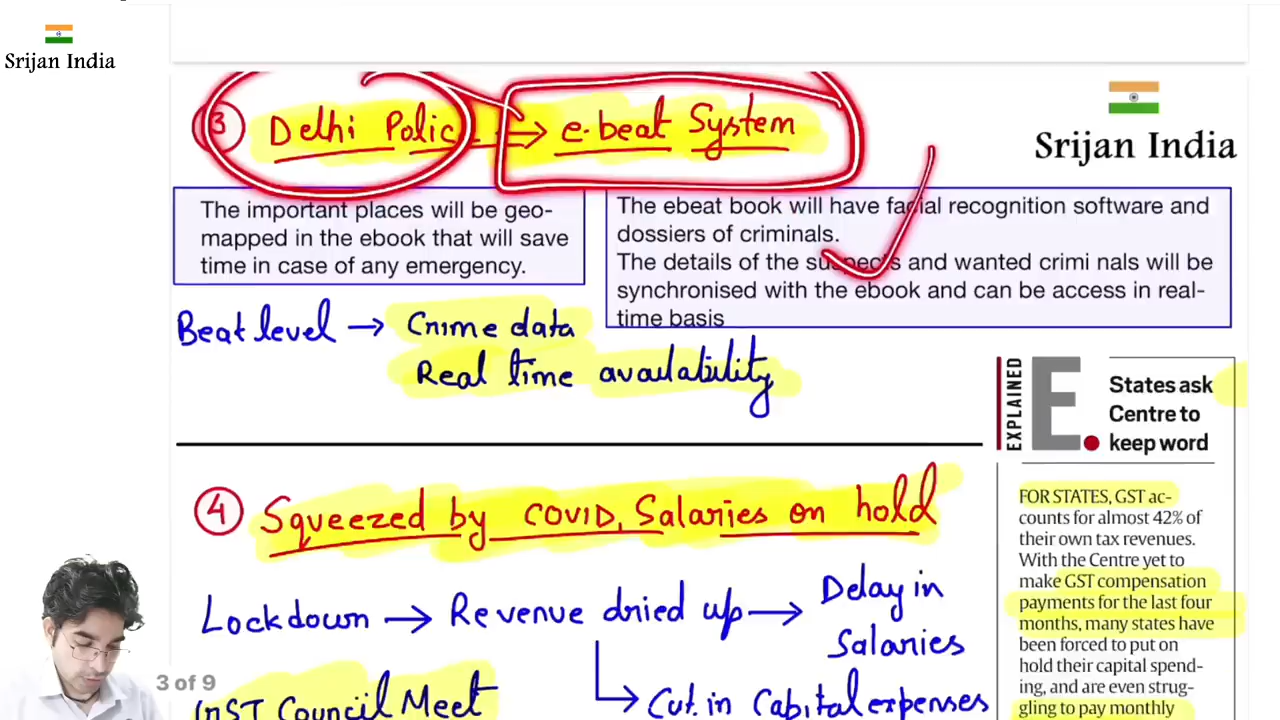 Srijan India
③ Delhi Polic → e-beat System
Srijan India
The important places will be geo-
mapped in the ebook that will save
time in case of any emergency.
The ebeat book will have facial recognition software and
dossiers of criminals.
The details of the suspects and wanted crimi nals will be
synchronised with the ebook and can be access in real-
time basis
Beat level → Crime data
Real time availability
EXPLAINED
E.
States ask
Centre to
keep word
④ Squeezed by COVID, Salaries on hold
Lockdown → Revenue dried up → Delay in
Salaries
↳ Cut in Capital expenses
GST Council Meet
FOR STATES, GST ac-
counts for almost 42% of
their own tax revenues.
With the Centre yet to
make GST compensation
payments for the last four
months, many states have
been forced to put on
hold their capital spend-
ing, and are even strug-
gling to pay monthly
3 of 9